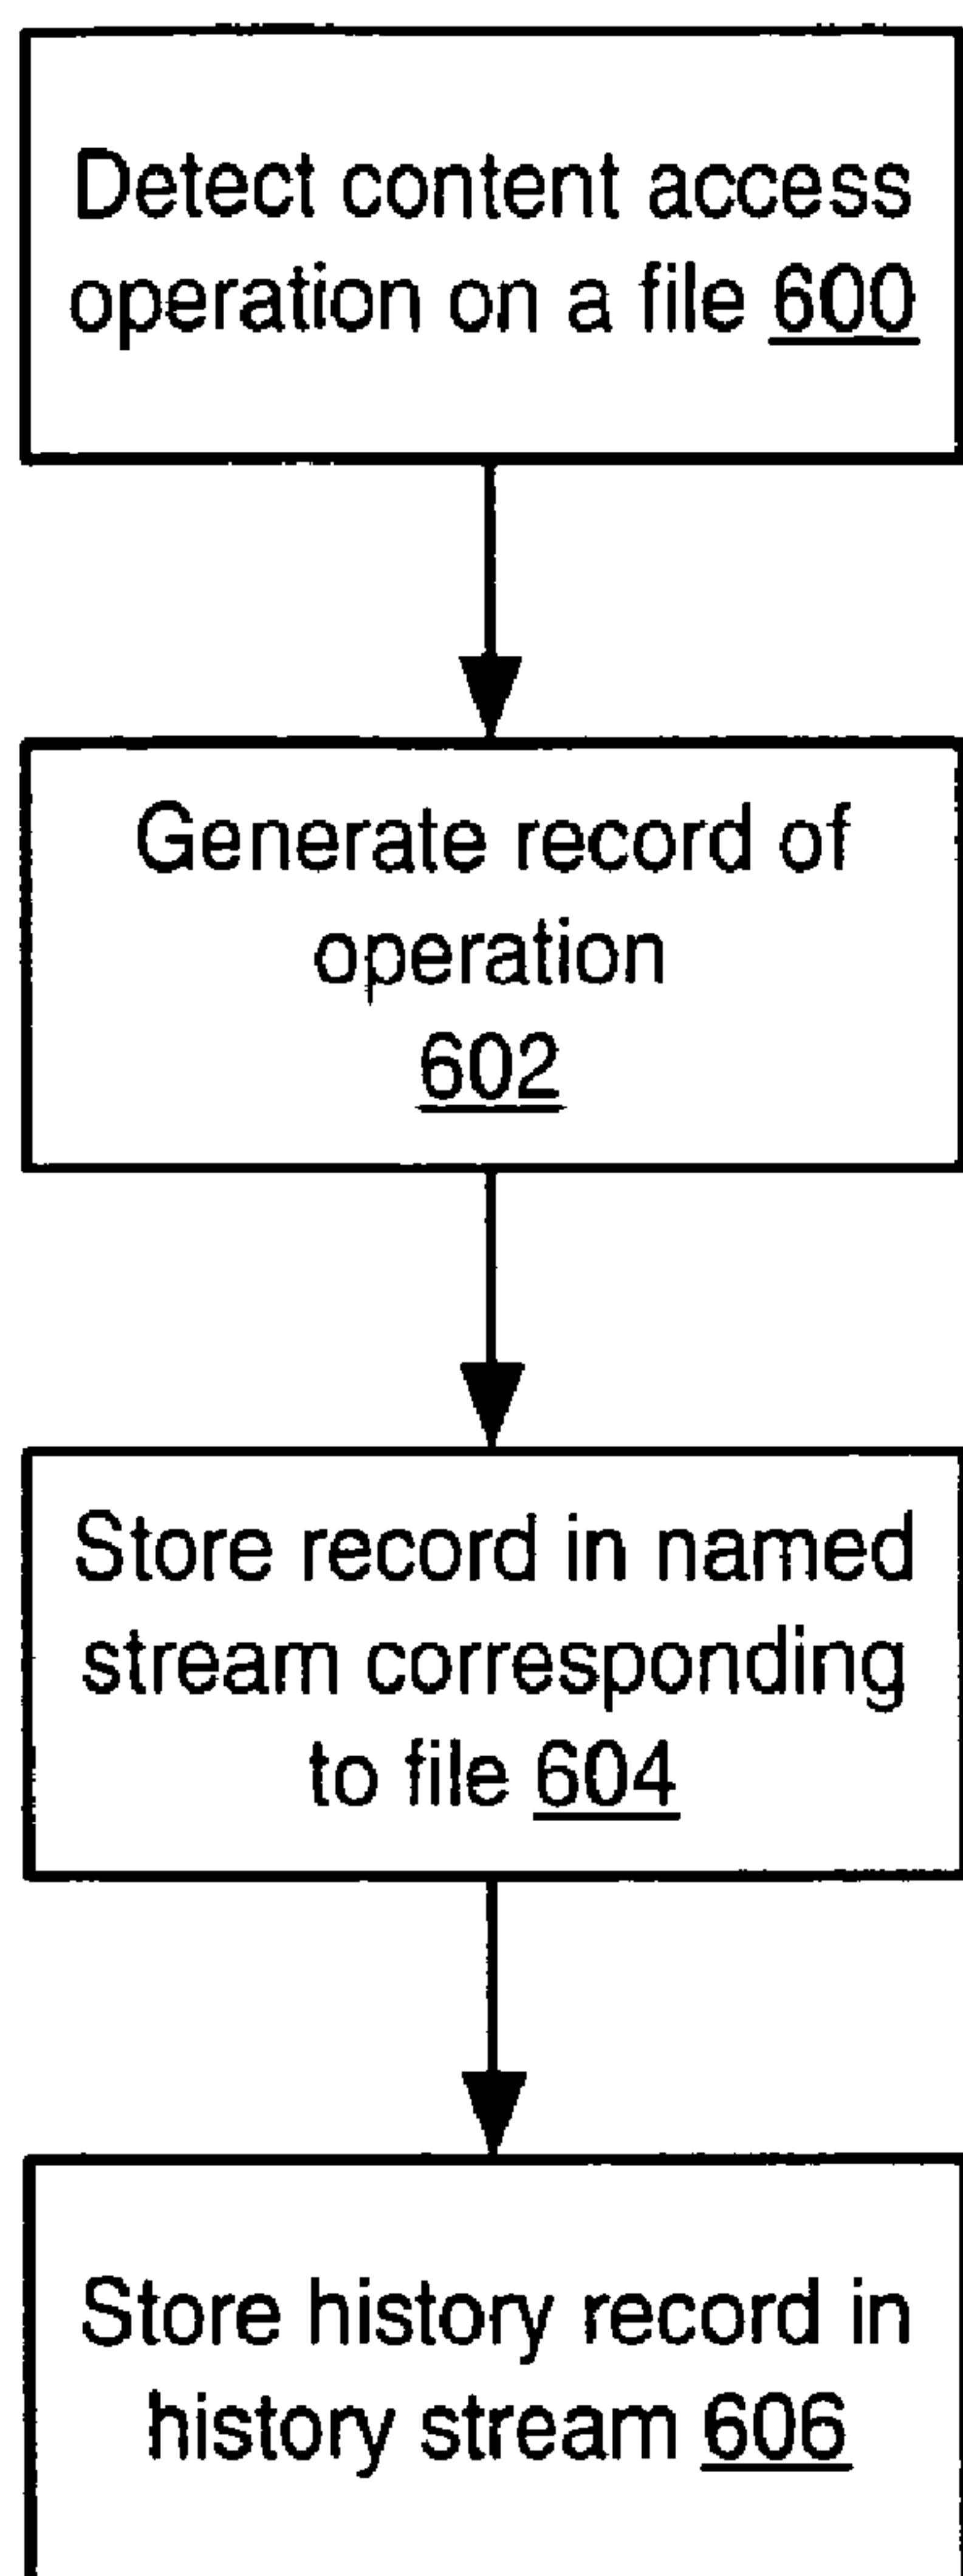 Detect content access
operation on a file 600
Generate record of
operation
602
Store record in named
stream corresponding
to file 604
Store history record in
history stream 606